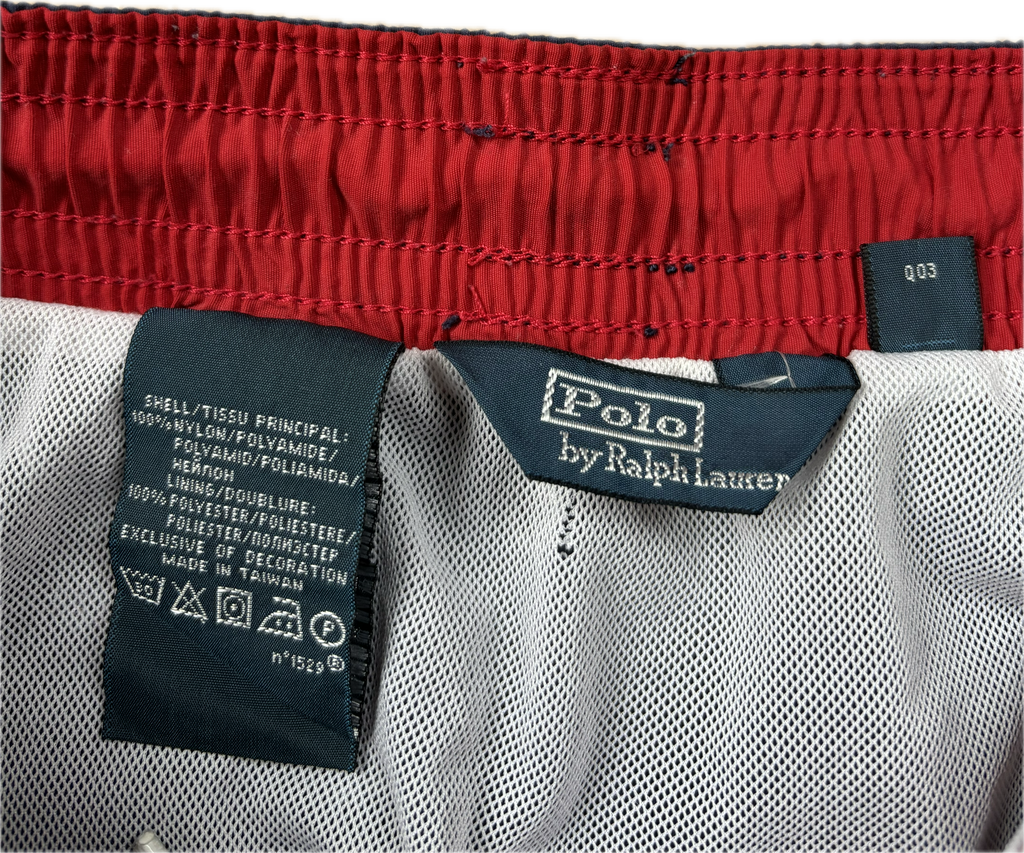 SHELL/TISSU PRINCIPAL:
100% NYLON/POLYAMIDE/
POLYAMID/POLIAMIDA/
НЕЙЛОН
LINING/DOUBLURE:
100% POLYESTER/POLIESTERE/
POLIESTER/ПОЛИЭСТЕР
EXCLUSIVE OF DECORATION
MADE IN TAIWAN
P
n°1529 ®
Polo
by Ralph Lauren
Q03